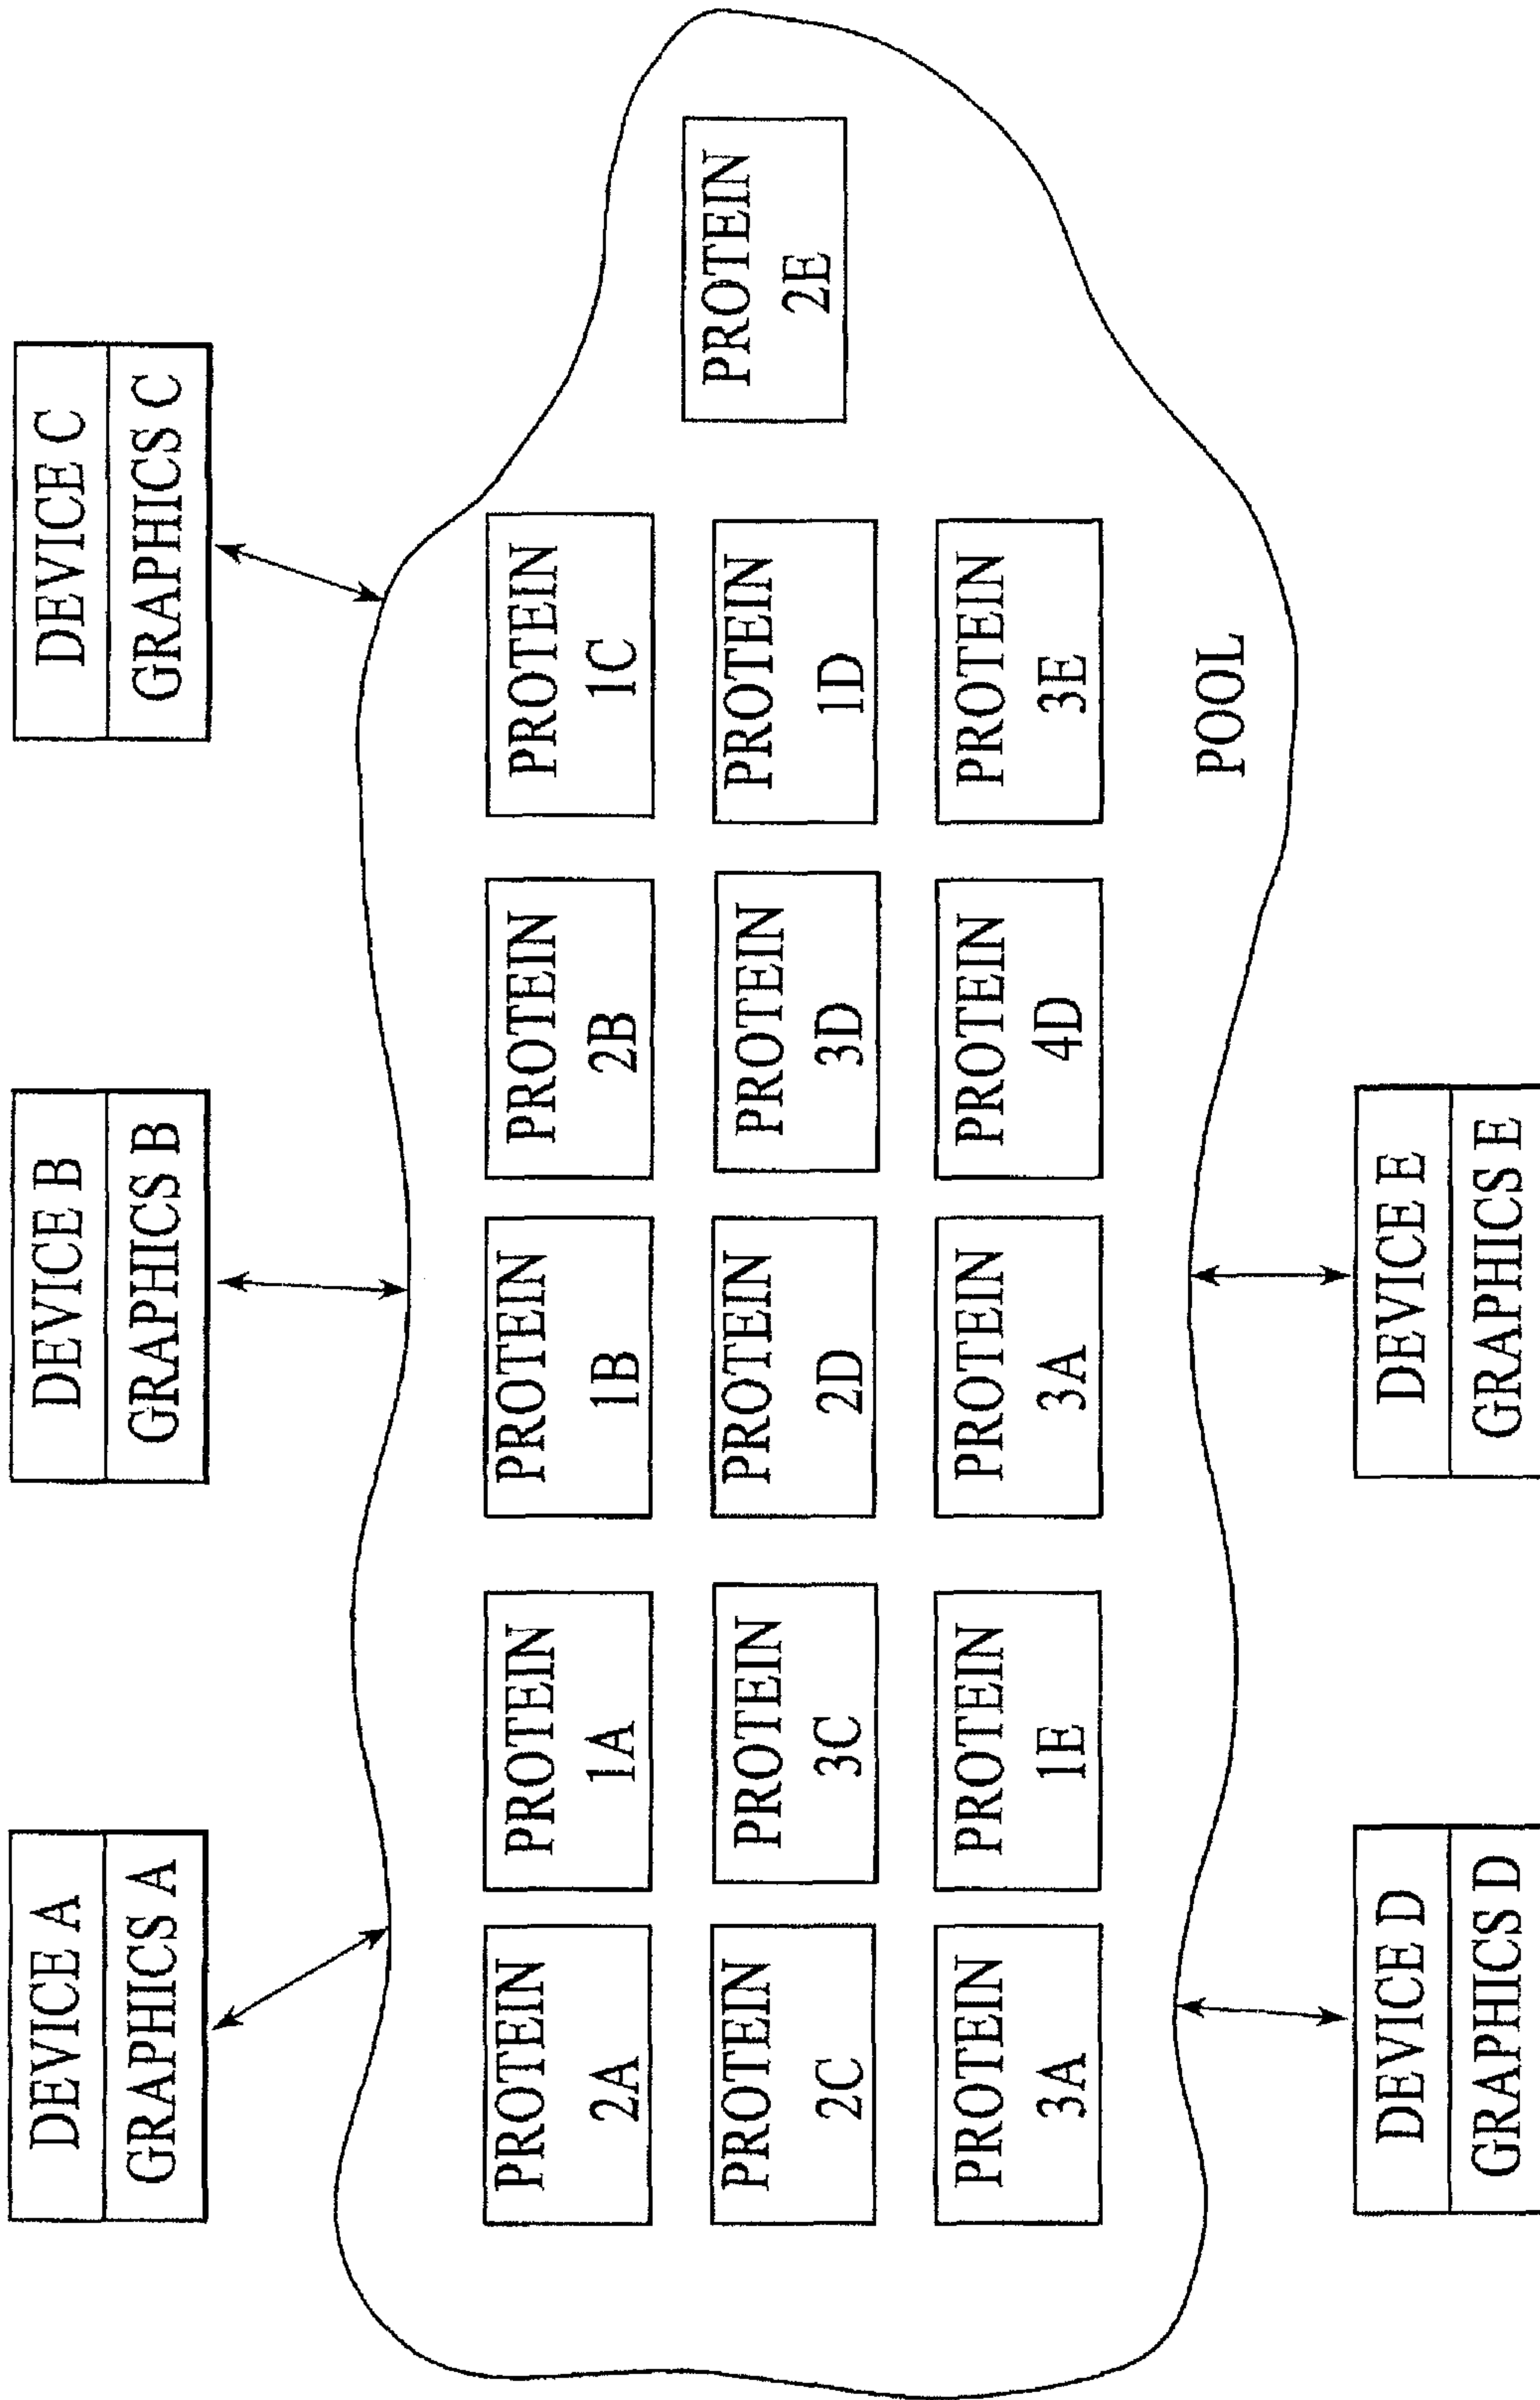 DEVICE A
GRAPHICS A
DEVICE B
GRAPHICS B
DEVICE C
GRAPHICS C
PROTEIN
2A
PROTEIN
1A
PROTEIN
1B
PROTEIN
2B
PROTEIN
1C
PROTEIN
2C
PROTEIN
3C
PROTEIN
2D
PROTEIN
3D
PROTEIN
1D
PROTEIN
2E
PROTEIN
3A
PROTEIN
1E
PROTEIN
3A
PROTEIN
4D
PROTEIN
3E
POOL
DEVICE D
GRAPHICS D
DEVICE E
GRAPHICS E